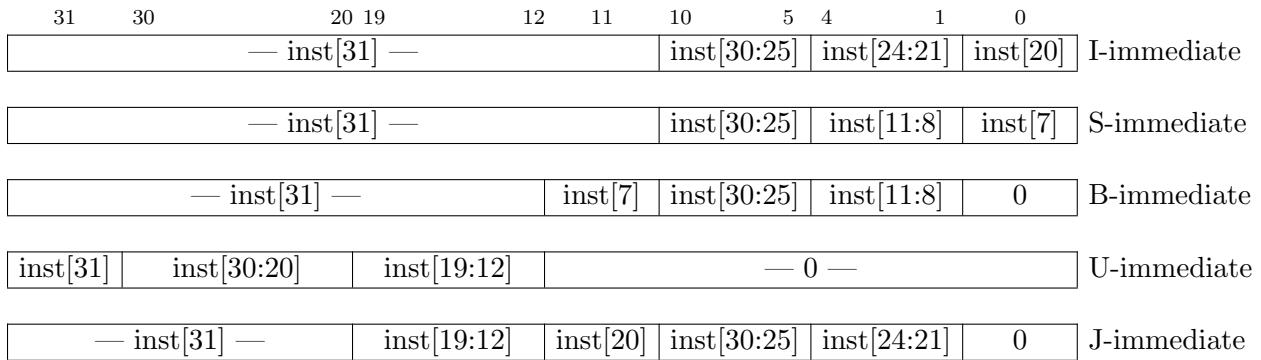 31 30 20 19 12 11 10 5 4 1 0
— inst[31] — inst[30:25] inst[24:21] inst[20] I-immediate
— inst[31] — inst[30:25] inst[11:8] inst[7] S-immediate
— inst[31] — inst[7] inst[30:25] inst[11:8] 0 B-immediate
inst[31] inst[30:20] inst[19:12] — 0 — U-immediate
— inst[31] — inst[19:12] inst[20] inst[30:25] inst[24:21] 0 J-immediate